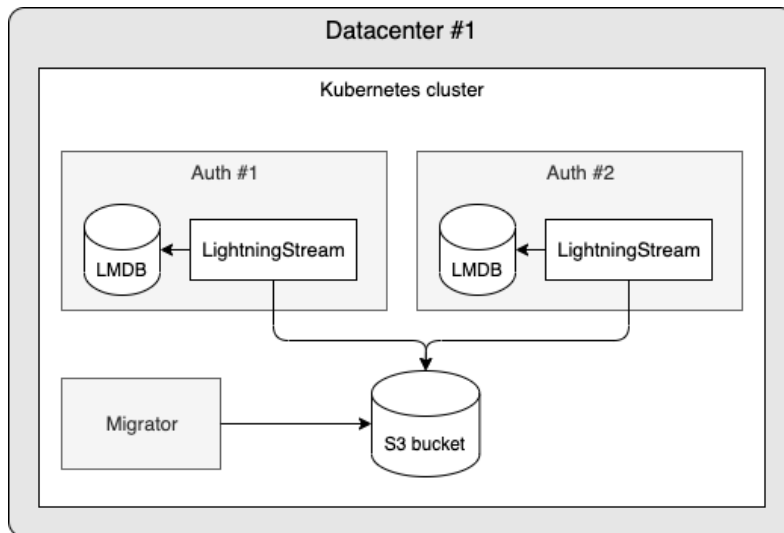 Datacenter #1
Kubernetes cluster
Auth #1
Auth #2
LMDB
LightningStream
LMDB
LightningStream
Migrator
S3 bucket